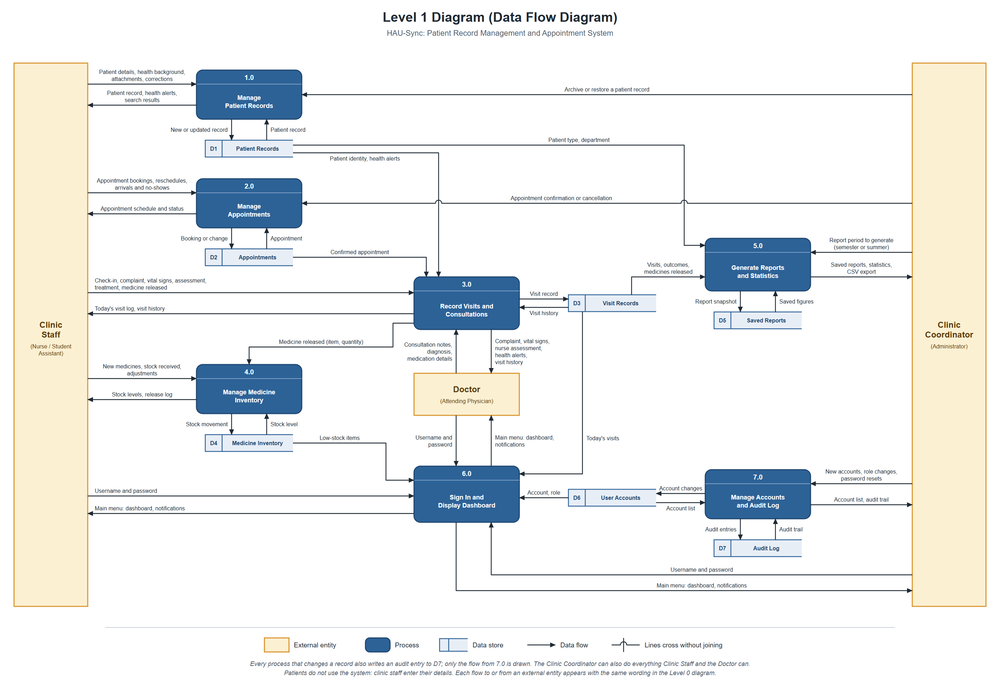 Level 1 Diagram (Data Flow Diagram)
HAU-Sync: Patient Record Management and Appointment System
Clinic
Staff
(Nurse / Student
Assistant)
Patient details, health background,
attachments, corrections
Patient record, health alerts,
search results
1.0
Manage
Patient Records
Archive or restore a patient record
New or updated record
Patient record
D1
Patient Records
Patient type, department
Patient identity, health alerts
Appointment bookings, reschedules,
arrivals and no-shows
Appointment schedule and status
2.0
Manage
Appointments
Appointment confirmation or cancellation
Booking or change
Appointment
D2
Appointments
Confirmed appointment
Check-in, complaint, vital signs, assessment,
treatment, medicine released
Today's visit log, visit history
3.0
Record Visits and
Consultations
Visit record
Visit history
D3
Visit Records
Visits, outcomes,
medicines released
5.0
Generate Reports
and Statistics
Report period to generate
(semester or summer)
Saved reports, statistics,
CSV export
Report snapshot
Saved figures
D5
Saved Reports
Clinic
Coordinator
(Administrator)
Medicine released (item, quantity)
Consultation notes,
diagnosis,
medication details
Complaint, vital signs,
nurse assessment,
health alerts,
visit history
New medicines, stock received,
adjustments
Stock levels, release log
4.0
Manage Medicine
Inventory
Doctor
(Attending Physician)
Stock movement
Stock level
D4
Medicine Inventory
Low-stock items
Username and
password
Main menu: dashboard,
notifications
Today's visits
Username and password
Main menu: dashboard, notifications
6.0
Sign In and
Display Dashboard
Account, role
D6
User Accounts
Account changes
Account list
7.0
Manage Accounts
and Audit Log
New accounts, role changes,
password resets
Account list, audit trail
Audit entries
Audit trail
D7
Audit Log
Username and password
Main menu: dashboard, notifications
External entity
Process
Data store
Data flow
Lines cross without joining
Every process that changes a record also writes an audit entry to D7; only the flow from 7.0 is drawn. The Clinic Coordinator can also do everything Clinic Staff and the Doctor can.
Patients do not use the system: clinic staff enter their details. Each flow to or from an external entity appears with the same wording in the Level 0 diagram.